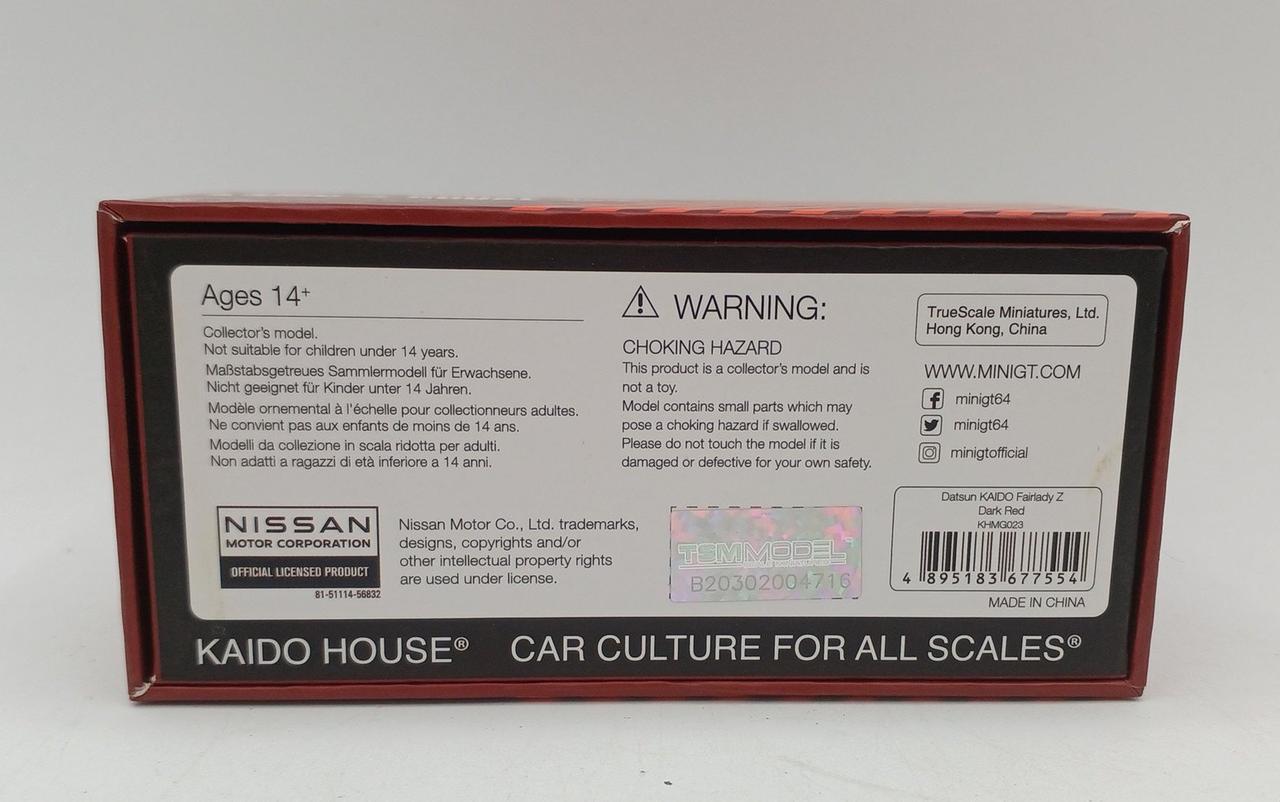 Ages 14+
Collector's model.
Not suitable for children under 14 years.
Maßstabsgetreues Sammlermodell für Erwachsene.
Nicht geeignet für Kinder unter 14 Jahren.
Modèle ornemental à l'échelle pour collectionneurs adultes.
Ne convient pas aux enfants de moins de 14 ans.
Modelli da collezione in scala ridotta per adulti.
Non adatti a ragazzi di età inferiore a 14 anni.
WARNING:
CHOKING HAZARD
This product is a collector's model and is
not a toy.
Model contains small parts which may
pose a choking hazard if swallowed.
Please do not touch the model if it is
damaged or defective for your own safety.
TrueScale Miniatures, Ltd.
Hong Kong, China
WWW.MINIGT.COM
minigt64
minigt64
minigtofficial
NISSAN
MOTOR CORPORATION
OFFICIAL LICENSED PRODUCT
81-51114-56832
Nissan Motor Co., Ltd. trademarks,
designs, copyrights and/or
other intellectual property rights
are used under license.
TSMMODEL
B20302004716
Datsun KAIDO Fairlady Z
Dark Red
KHMG023
4 895183 677554
MADE IN CHINA
KAIDO HOUSE® CAR CULTURE FOR ALL SCALES®